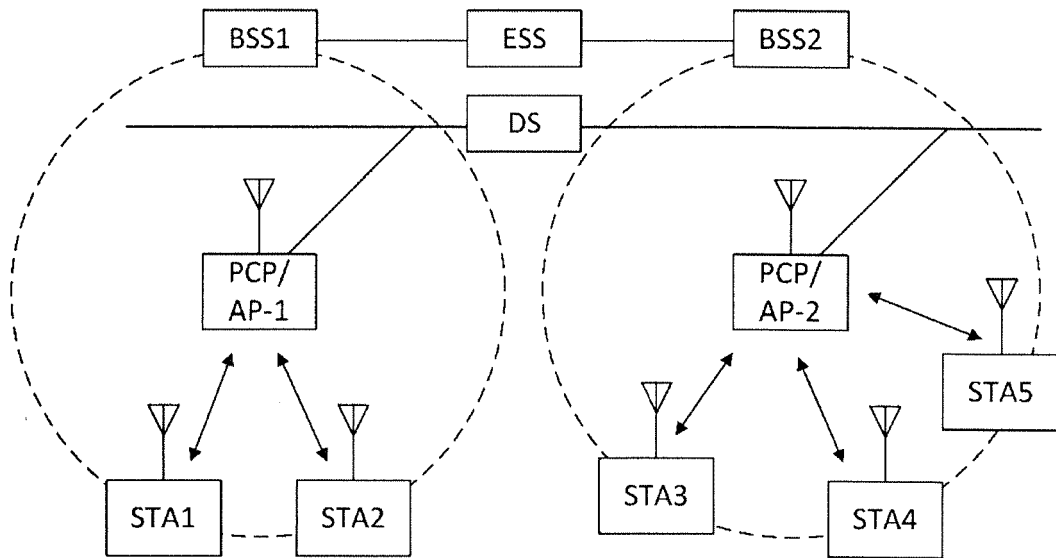 BSS1
ESS
BSS2
DS
PCP/
AP-1
PCP/
AP-2
STA5
STA1
STA2
STA3
STA4